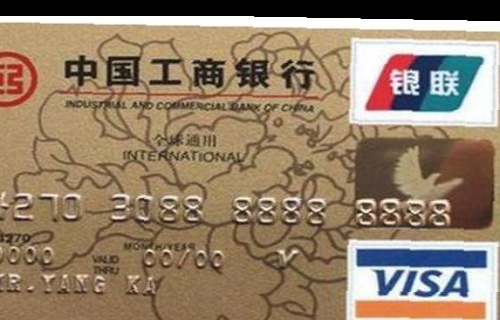 中国工商银行
INDUSTRIAL AND COMMERCIAL BANK OF CHINA
银联
全球通用
INTERNATIONAL
4270 3088 8888 8888
4270
0000
VALID THRU
MONTH/YEAR
00/00 V
MR.YANG KA
VISA